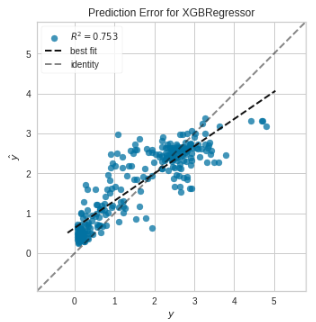 Prediction Error for XGBRegressor
R² = 0.753
best fit
identity
5
4
3
2
1
0
ŷ
0 1 2 3 4 5
y